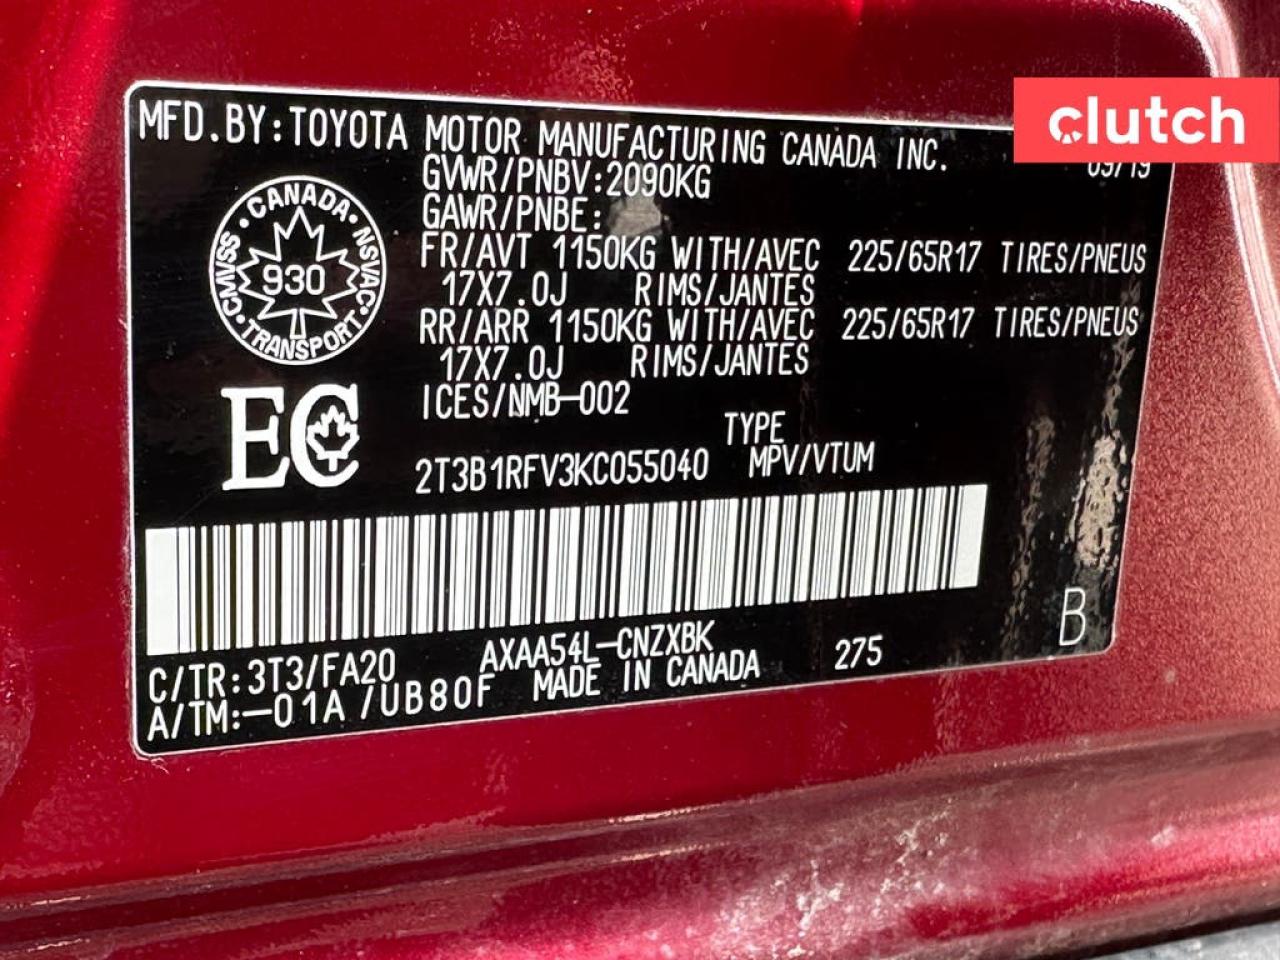 clutch
MFD.BY:TOYOTA MOTOR MANUFACTURING CANADA INC.
09/19
GVWR/PNBV:2090KG
GAWR/PNBE:
FR/AVT 1150KG WITH/AVEC 225/65R17 TIRES/PNEUS
17X7.0J RIMS/JANTES
RR/ARR 1150KG WITH/AVEC 225/65R17 TIRES/PNEUS
17X7.0J RIMS/JANTES
ICES/NMB-002
CANADA
CMVSS 930 NSVAC
TRANSPORT
EC
TYPE
2T3B1RFV3KC055040 MPV/VTUM
C/TR:3T3/FA20 AXAA54L-CNZXBK 275 B
A/TM:-01A /UB80F MADE IN CANADA